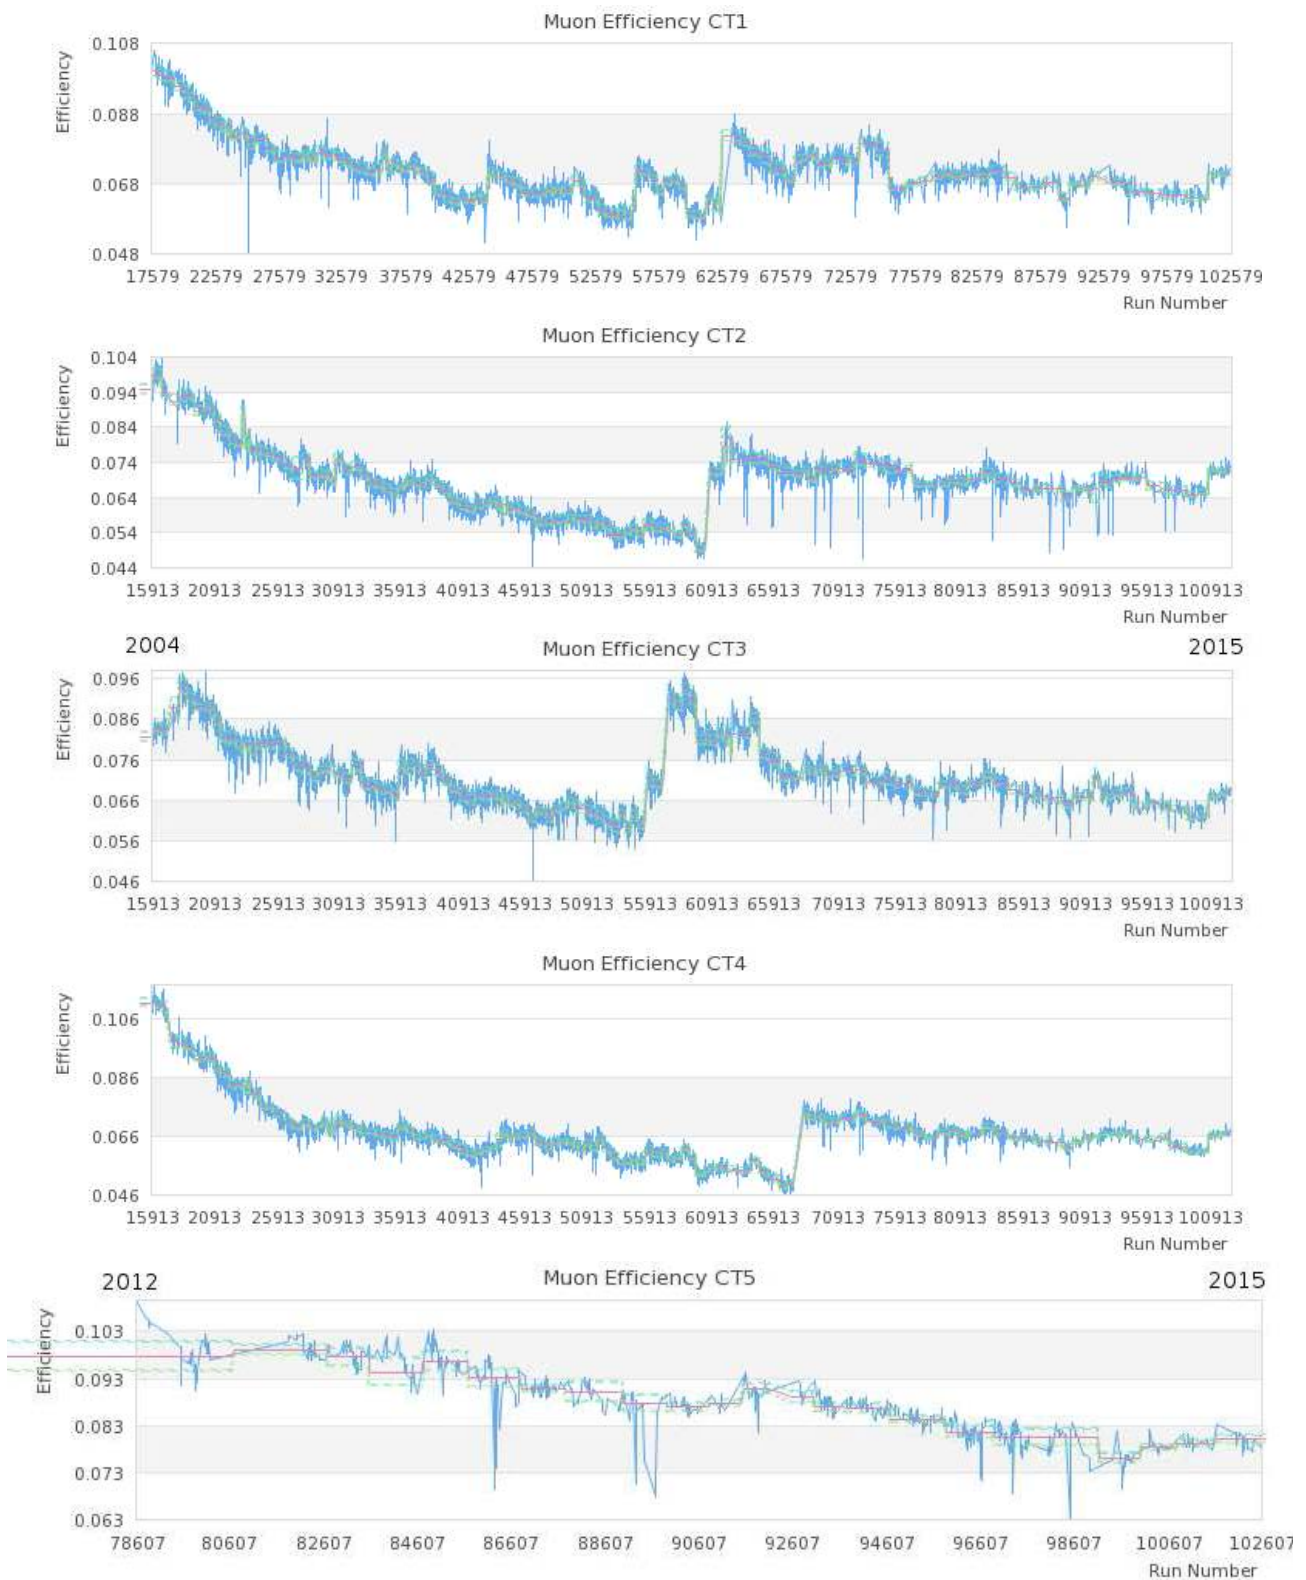 Muon Efficiency CT1
Efficiency
0.108
0.088
0.068
0.048
17579 22579 27579 32579 37579 42579 47579 52579 57579 62579 67579 72579 77579 82579 87579 92579 97579 102579
Run Number
Muon Efficiency CT2
Efficiency
0.104
0.094
0.084
0.074
0.064
0.054
0.044
15913 20913 25913 30913 35913 40913 45913 50913 55913 60913 65913 70913 75913 80913 85913 90913 95913 100913
Run Number
2004 Muon Efficiency CT3 2015
Efficiency
0.096
0.086
0.076
0.066
0.056
0.046
15913 20913 25913 30913 35913 40913 45913 50913 55913 60913 65913 70913 75913 80913 85913 90913 95913 100913
Run Number
Muon Efficiency CT4
Efficiency
0.106
0.086
0.066
0.046
15913 20913 25913 30913 35913 40913 45913 50913 55913 60913 65913 70913 75913 80913 85913 90913 95913 100913
Run Number
2012 Muon Efficiency CT5 2015
Efficiency
0.103
0.093
0.083
0.073
0.063
78607 80607 82607 84607 86607 88607 90607 92607 94607 96607 98607 100607 102607
Run Number